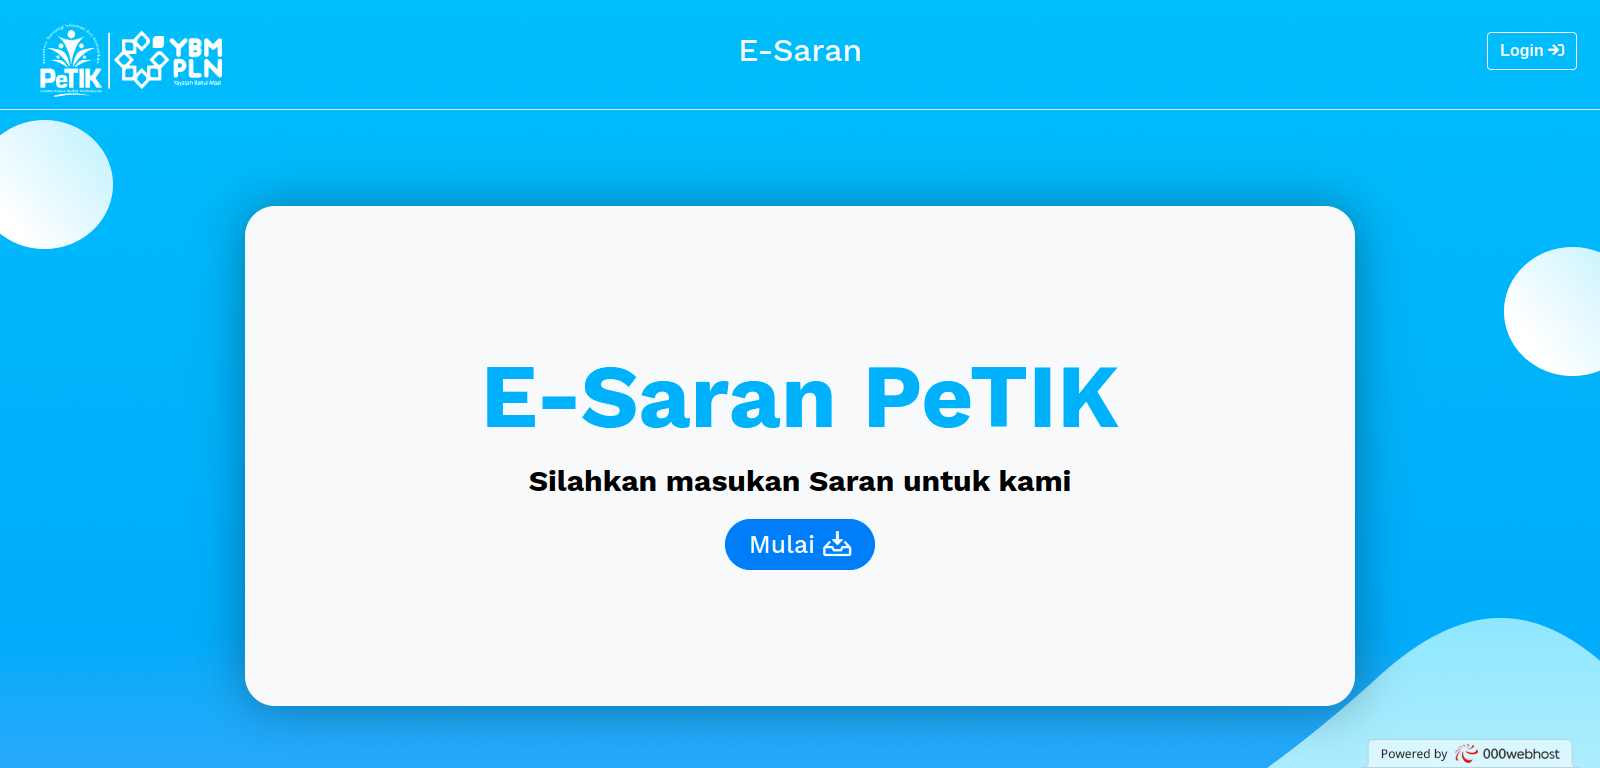 PeTIK
YBM
PLN
Yayasan Baitul Maal
E-Saran
Login
E-Saran PeTIK
Silahkan masukan Saran untuk kami
Mulai
Powered by 000webhost